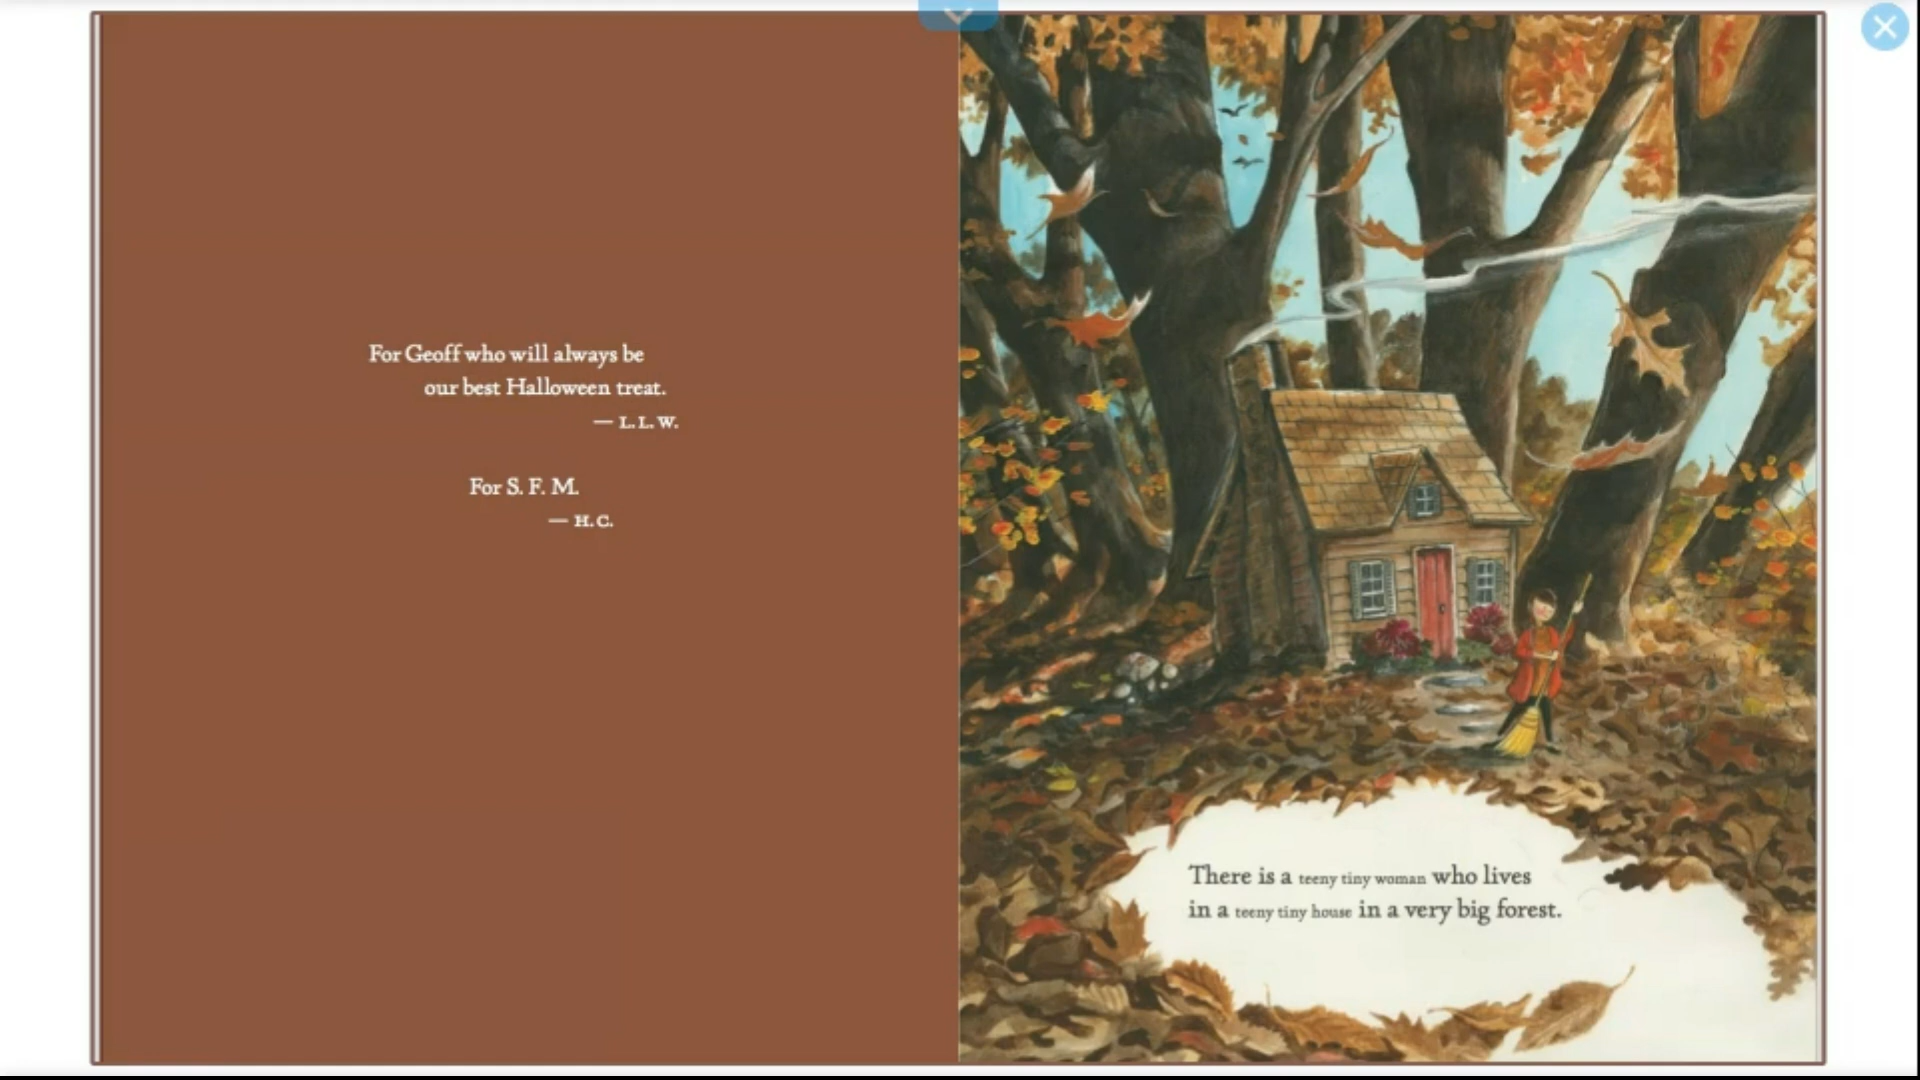 For Geoff who will always be
our best Halloween treat.
— L. L. W.
For S. F. M.
— H. C.
There is a teeny tiny woman who lives
in a teeny tiny house in a very big forest.